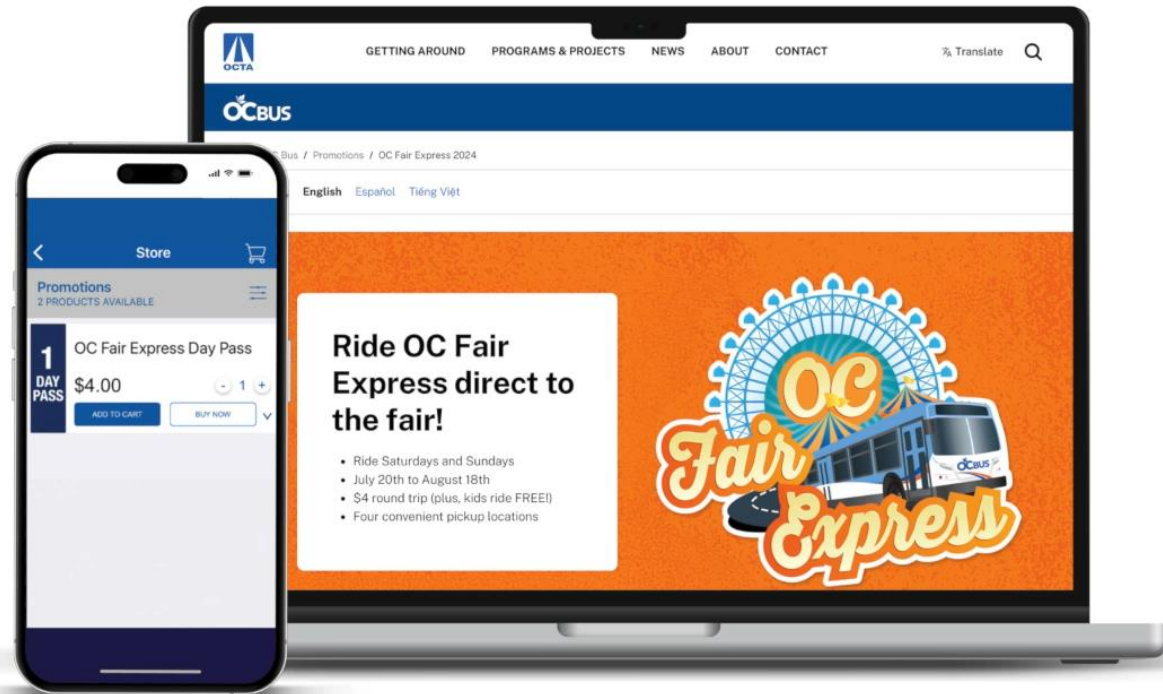 OCTA
GETTING AROUND PROGRAMS & PROJECTS NEWS ABOUT CONTACT
Translate
OCBUS
Bus / Promotions / OC Fair Express 2024
English Español Tiếng Việt
Ride OC Fair
Express direct to
the fair!
• Ride Saturdays and Sundays
• July 20th to August 18th
• $4 round trip (plus, kids ride FREE!)
• Four convenient pickup locations
OC
Fair
Express
OCBUS
Store
Promotions
2 PRODUCTS AVAILABLE
1
DAY
PASS
OC Fair Express Day Pass
$4.00
- 1 +
ADD TO CART
BUY NOW